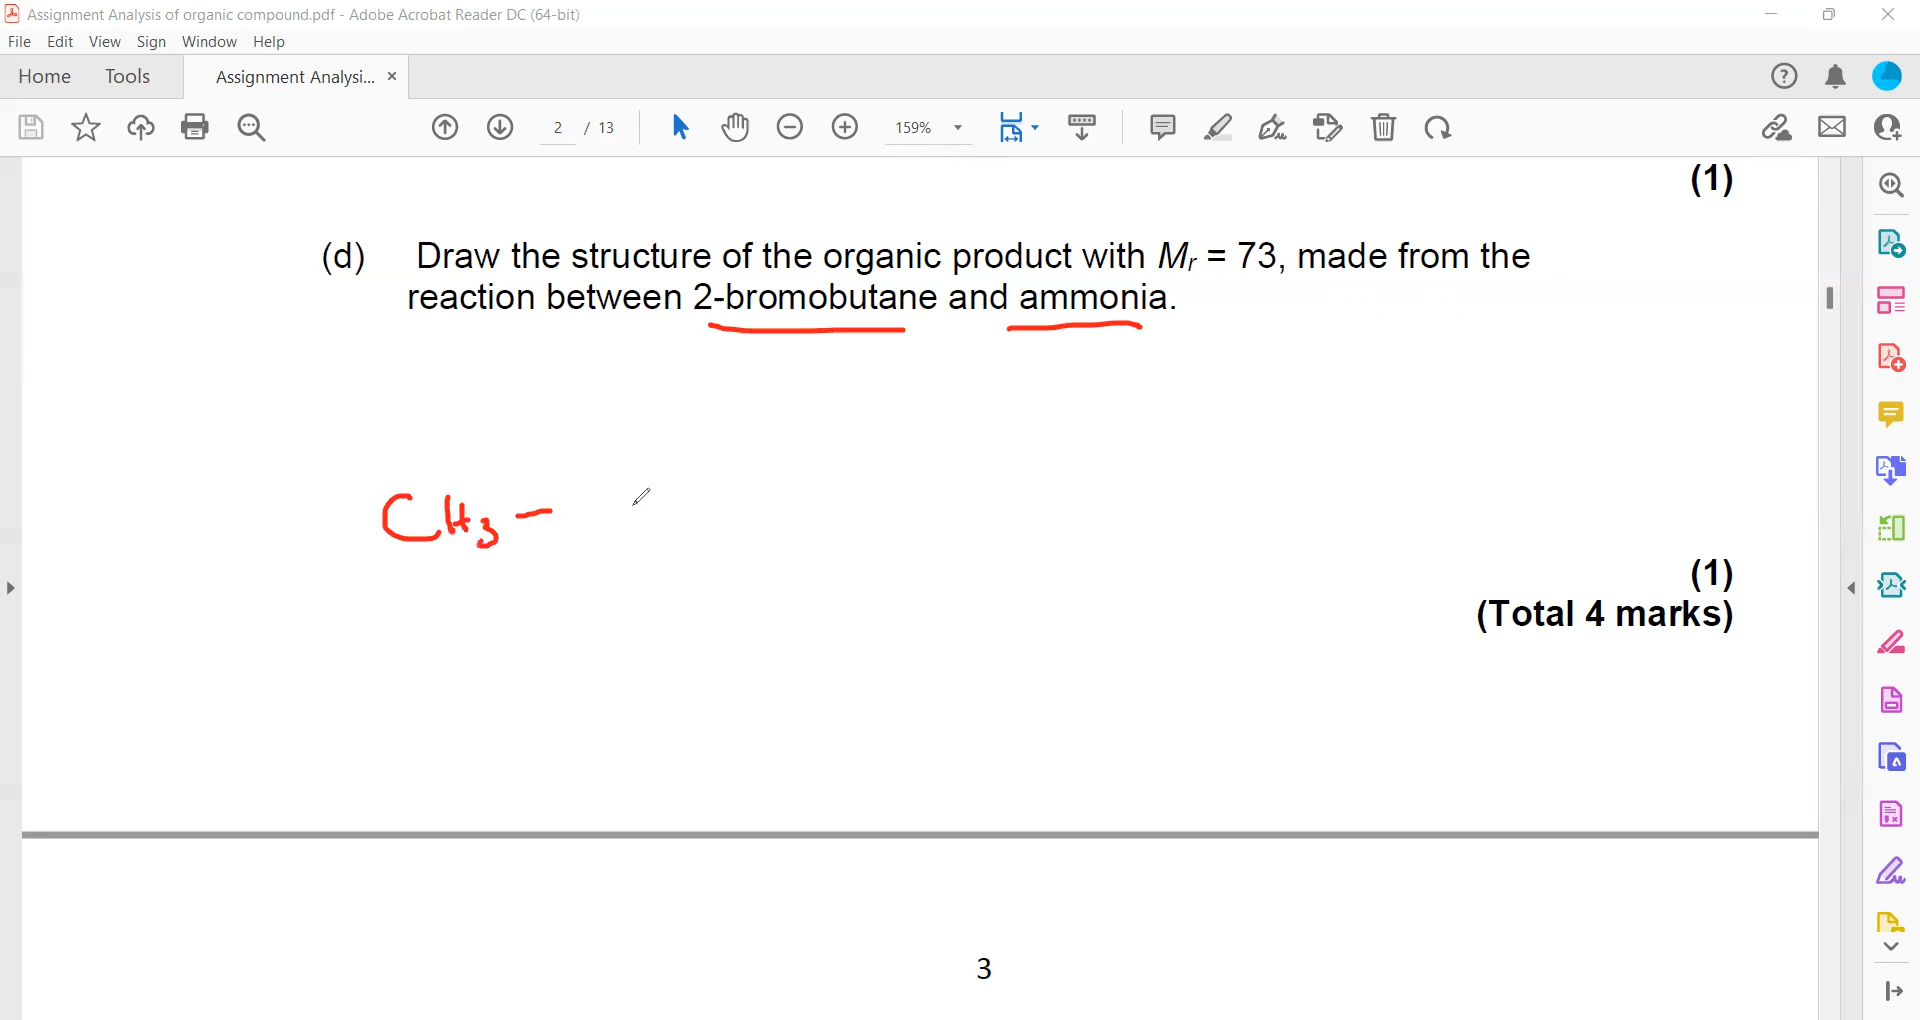 Assignment Analysis of organic compound.pdf - Adobe Acrobat Reader DC (64-bit)
File Edit View Sign Window Help
Home Tools Assignment Analysi... ×
2 / 13 159%
(1)
(d) Draw the structure of the organic product with Mr = 73, made from the
reaction between 2-bromobutane and ammonia.
CH3 –
(1)
(Total 4 marks)
3